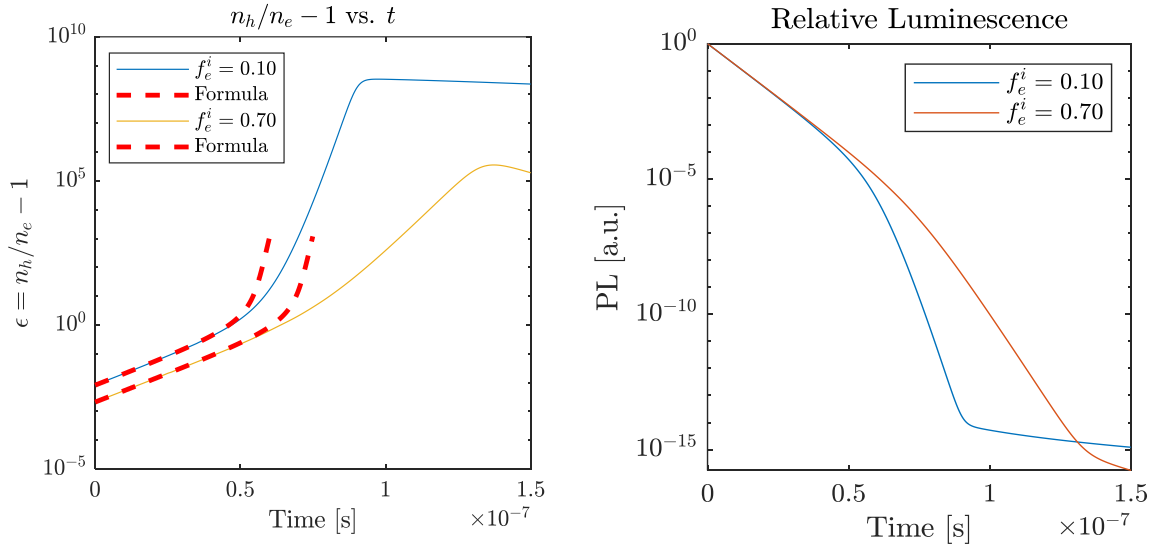 n_h/n_e − 1 vs. t
10^10
10^5
10^0
10^−5
ϵ = n_h/n_e − 1
f_e^i = 0.10
Formula
f_e^i = 0.70
Formula
0
0.5
1
1.5
Time [s]
×10^−7
Relative Luminescence
10^0
10^−5
10^−10
10^−15
PL [a.u.]
f_e^i = 0.10
f_e^i = 0.70
0
0.5
1
1.5
Time [s]
×10^−7